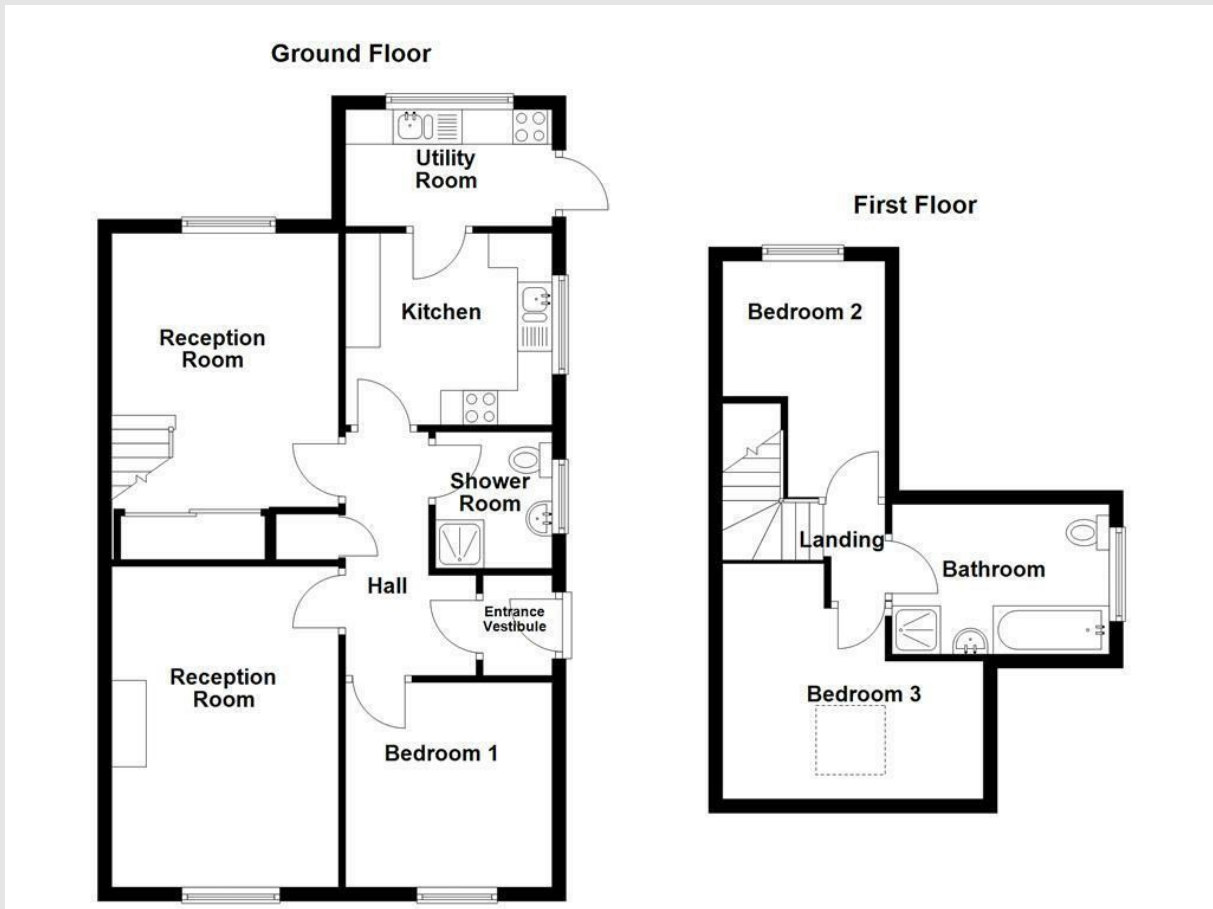 Ground Floor
Utility
Room
Kitchen
Reception
Room
Shower
Room
Hall
Entrance
Vestibule
Reception
Room
Bedroom 1
First Floor
Bedroom 2
Landing
Bathroom
Bedroom 3